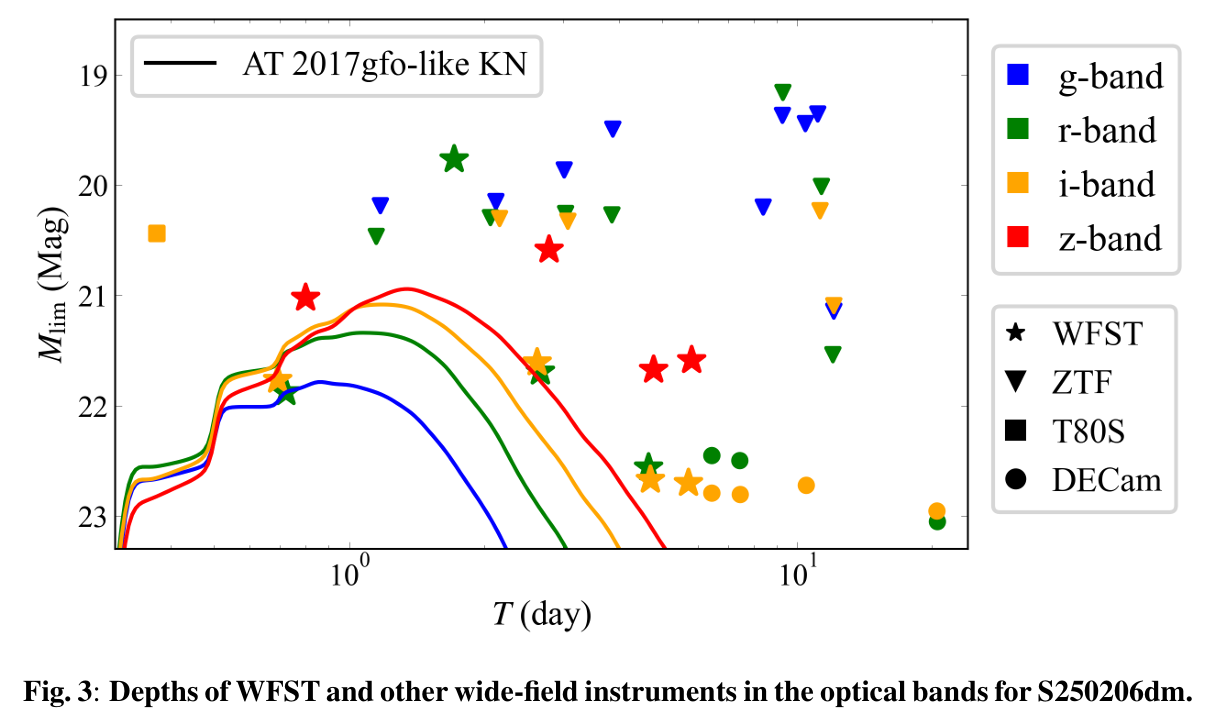 AT 2017gfo-like KN
19
20
21
22
23
M_lim (Mag)
10^0
10^1
T (day)
g-band
r-band
i-band
z-band
WFST
ZTF
T80S
DECam
Fig. 3: Depths of WFST and other wide-field instruments in the optical bands for S250206dm.